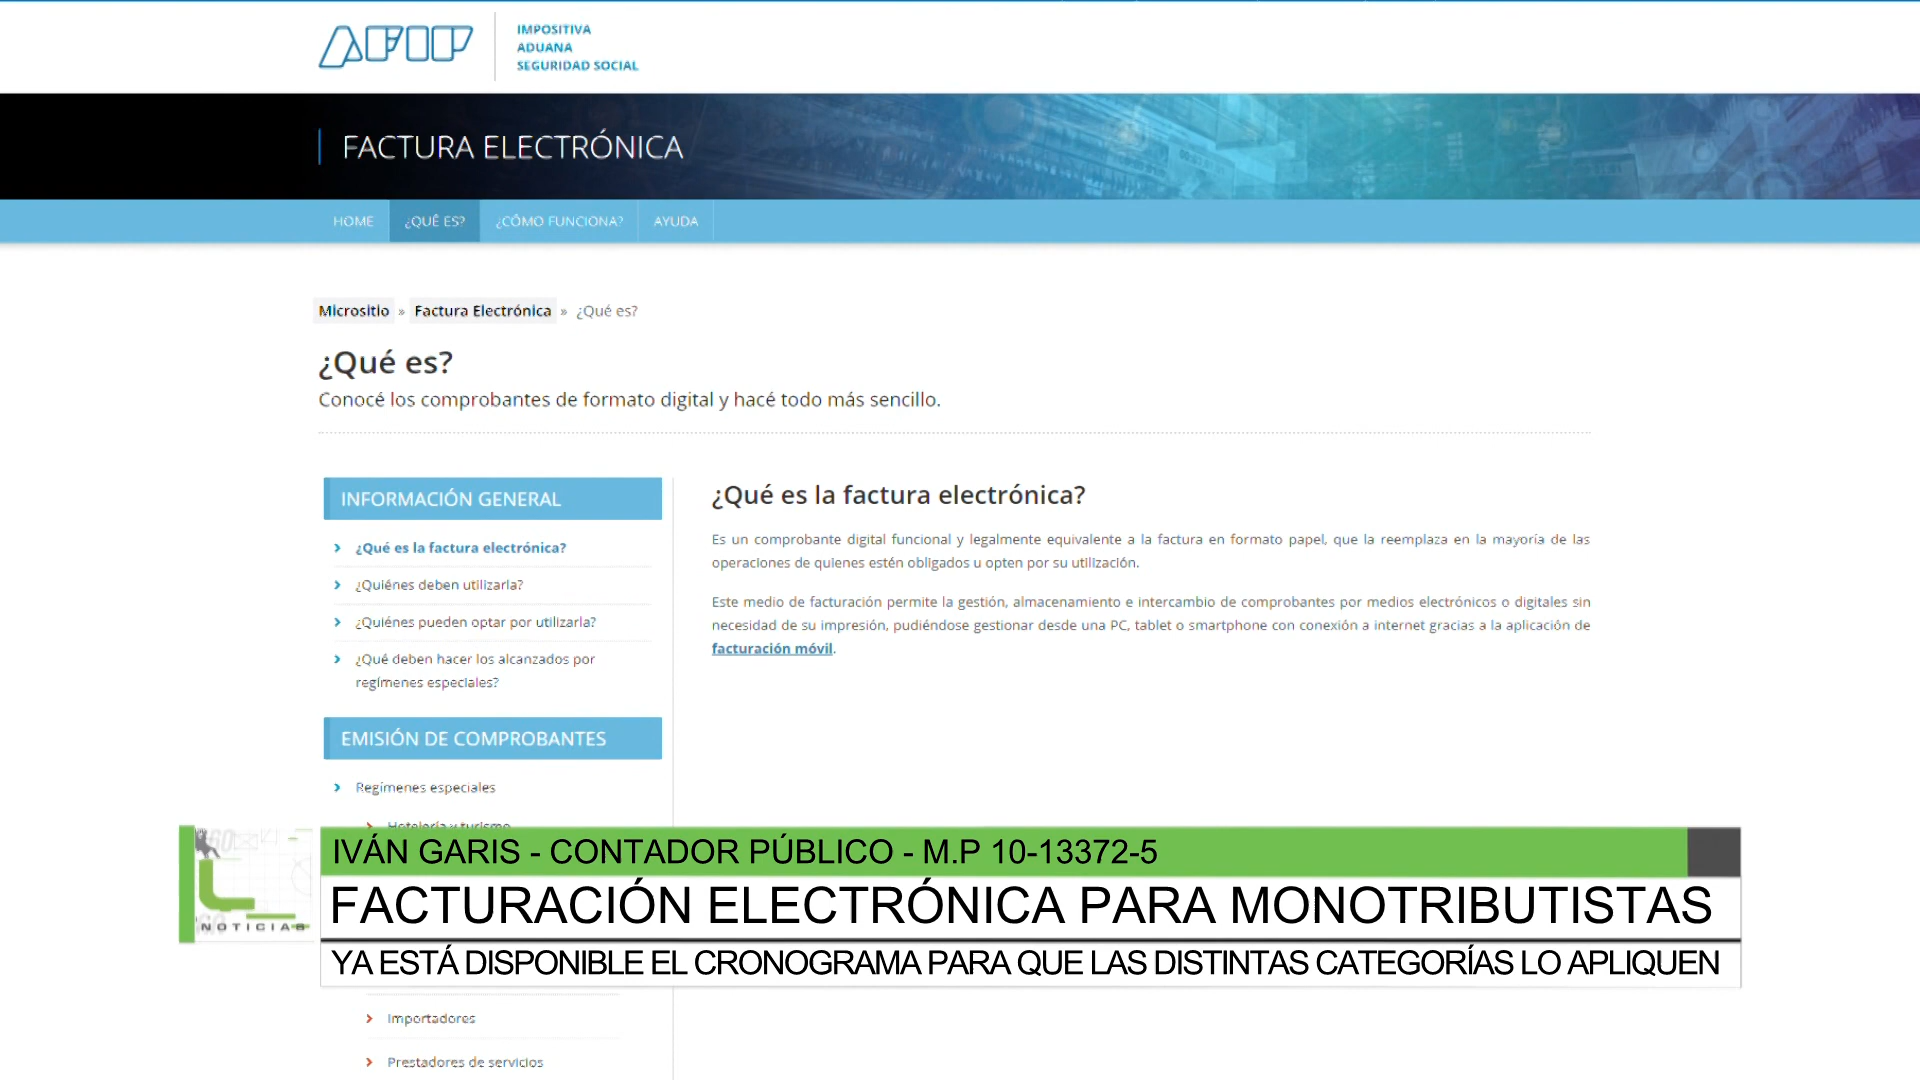 AFIP
IMPOSITIVA
ADUANA
SEGURIDAD SOCIAL
FACTURA ELECTRÓNICA
HOME ¿QUÉ ES? ¿CÓMO FUNCIONA? AYUDA
Micrositio » Factura Electrónica » ¿Qué es?
¿Qué es?
Conocé los comprobantes de formato digital y hacé todo más sencillo.
INFORMACIÓN GENERAL
¿Qué es la factura electrónica?
¿Quiénes deben utilizarla?
¿Quiénes pueden optar por utilizarla?
¿Qué deben hacer los alcanzados por
regímenes especiales?
EMISIÓN DE COMPROBANTES
Regímenes especiales
Hotelería y turismo
¿Qué es la factura electrónica?
Es un comprobante digital funcional y legalmente equivalente a la factura en formato papel, que la reemplaza en la mayoría de las
operaciones de quienes estén obligados u opten por su utilización.
Este medio de facturación permite la gestión, almacenamiento e intercambio de comprobantes por medios electrónicos o digitales sin
necesidad de su impresión, pudiéndose gestionar desde una PC, tablet o smartphone con conexión a internet gracias a la aplicación de
facturación móvil.
NOTICIAS
IVÁN GARIS - CONTADOR PÚBLICO - M.P 10-13372-5
FACTURACIÓN ELECTRÓNICA PARA MONOTRIBUTISTAS
YA ESTÁ DISPONIBLE EL CRONOGRAMA PARA QUE LAS DISTINTAS CATEGORÍAS LO APLIQUEN
Importadores
Prestadores de servicios